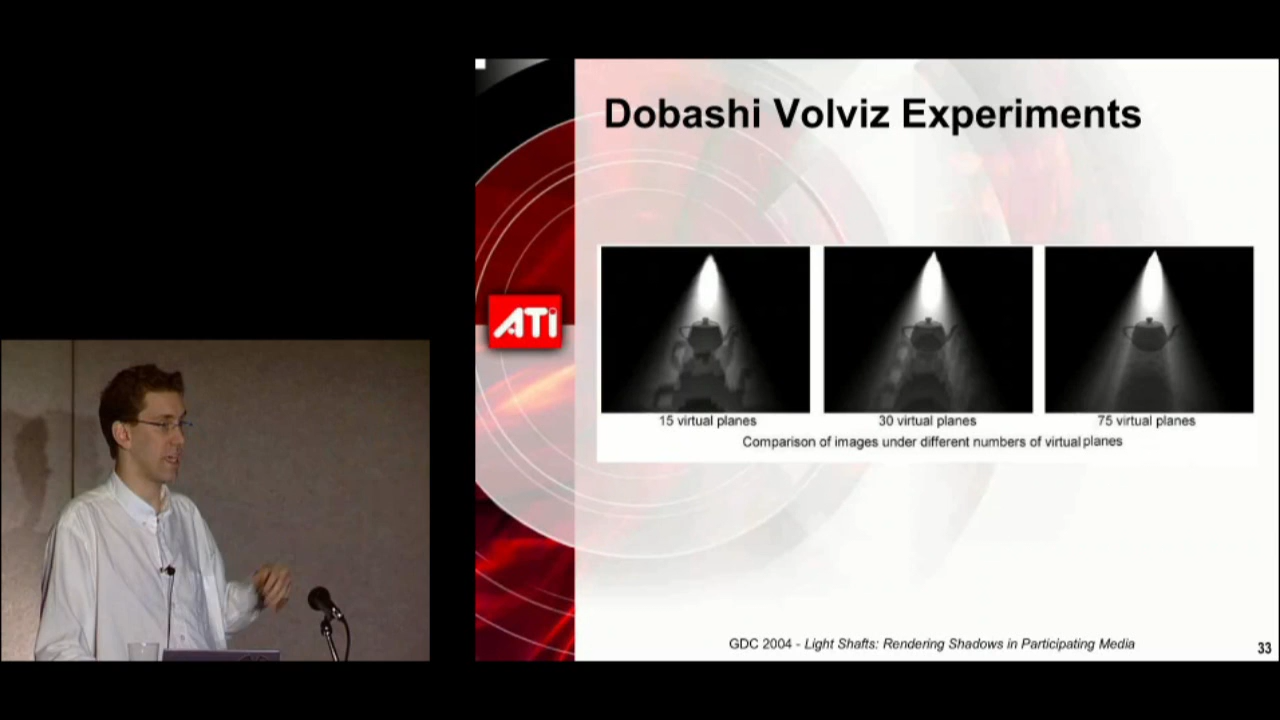 Dobashi Volviz Experiments
ATi
15 virtual planes
30 virtual planes
75 virtual planes
Comparison of images under different numbers of virtual planes
GDC 2004 - Light Shafts: Rendering Shadows in Participating Media
33